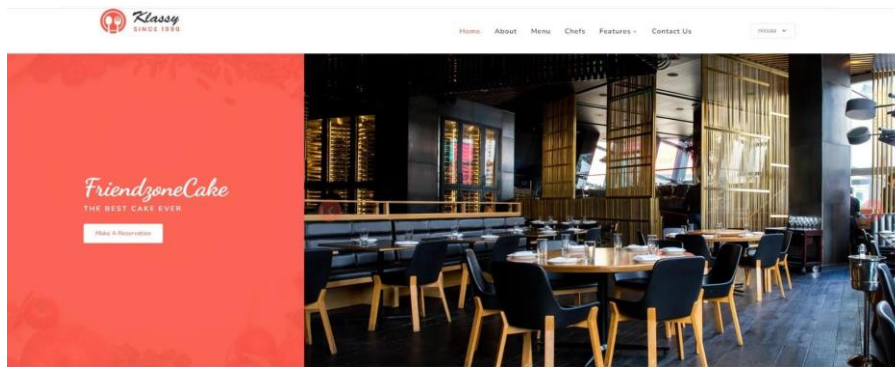 Klassy
SINCE 1990
Home About Menu Chefs Features Contact Us
FriendzoneCake
THE BEST CAKE EVER
Make A Reservation